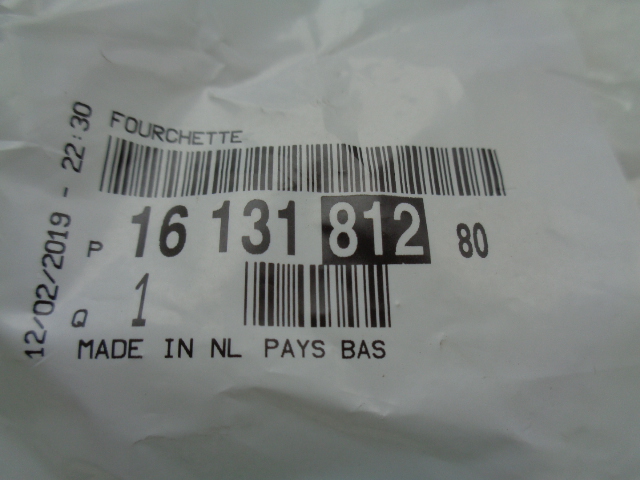 FOURCHETTE
P 16 131 812 80
Q 1
MADE IN NL PAYS BAS
12/02/2019 - 22:30